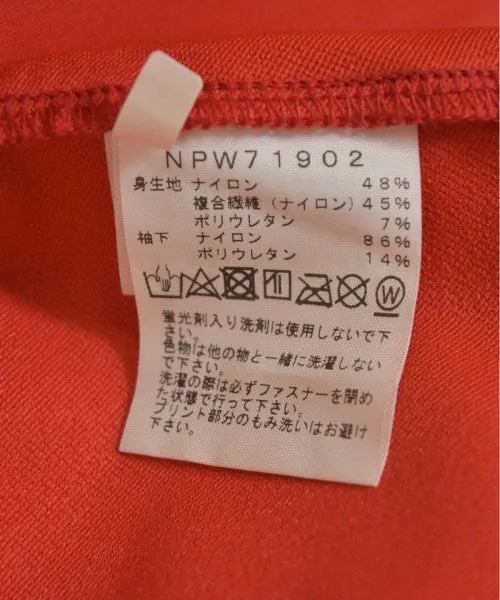 NPW71902
身生地 ナイロン 48%
複合繊維（ナイロン）45%
ポリウレタン 7%
袖下 ナイロン 86%
ポリウレタン 14%
W
蛍光剤入り洗剤は使用しないで下
さい。
色物は他の物と一緒に洗濯しない
で下さい。
洗濯の際は必ずファスナーを閉め
た状態で行って下さい。
プリント部分のもみ洗いはお避け
下さい。